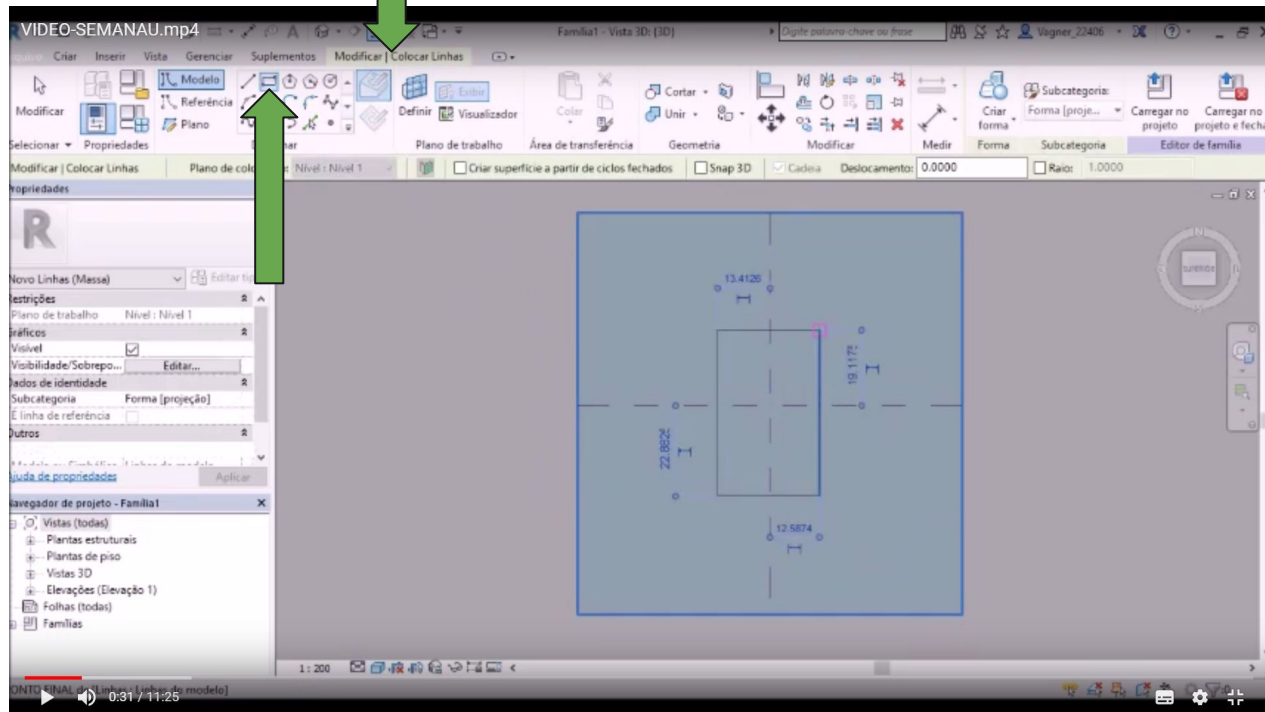 VIDEO-SEMANAU.mp4
Família1 - Vista 3D: {3D}
Digite palavra-chave ou frase
Vagner_22406
Criar Inserir Vista Gerenciar Suplementos Modificar | Colocar Linhas
Modificar
Modelo
Referência
Plano
Definir
Exibir
Visualizador
Colar
Cortar
Unir
Criar forma
Subcategoria:
Forma [proje...
Carregar no projeto
Carregar no projeto e fecha
Selecionar Propriedades
Plano de trabalho Área de transferência Geometria Modificar Medir Forma Subcategoria Editor de família
Modificar | Colocar Linhas Plano de Nível : Nível 1 Criar superfície a partir de ciclos fechados Snap 3D Cadeia Deslocamento: 0.0000 Raio: 1.0000
Propriedades
R
Novo Linhas (Massa)
Editar
Restrições
Plano de trabalho Nível : Nível 1
Gráficos
Visível
Visibilidade/Sobrepo... Editar...
Dados de identidade
Subcategoria Forma [projeção]
É linha de referência
Outros
Ajuda de propriedades Aplicar
Navegador de projeto - Família1
Vistas (todas)
Plantas estruturais
Plantas de piso
Vistas 3D
Elevações (Elevação 1)
Folhas (todas)
Famílias
13.4126
19.1175
22.8825
12.5874
N
SUPERIOR
1 : 200
0:31 / 11:25